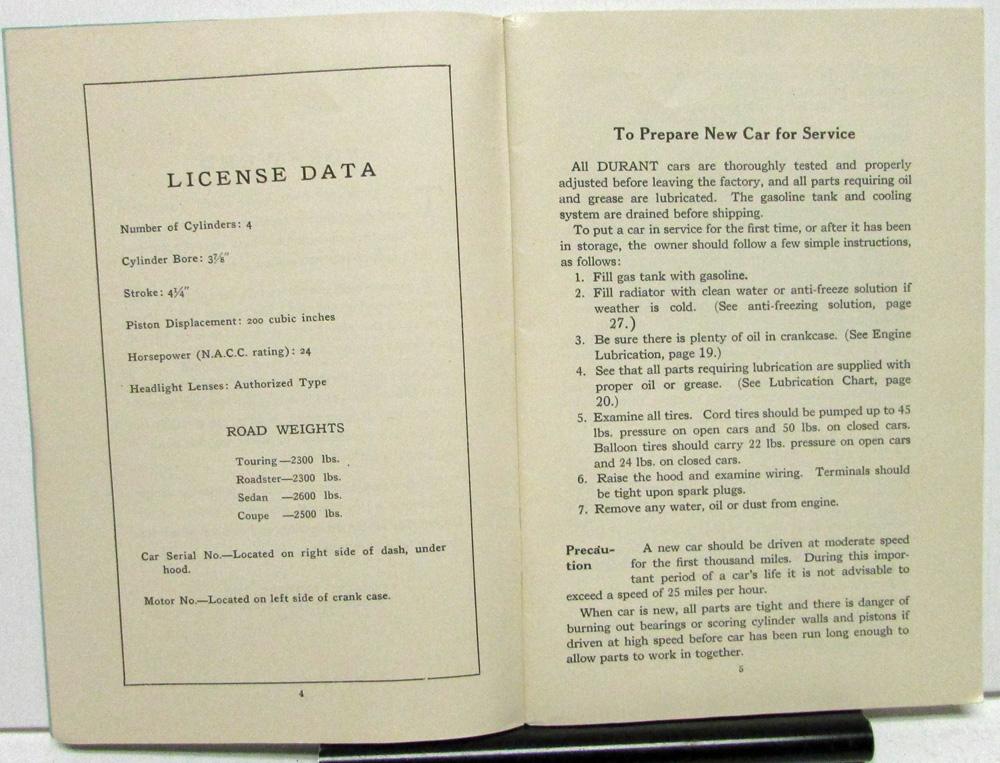 LICENSE DATA
Number of Cylinders: 4
Cylinder Bore: 3⅞"
Stroke: 4¼"
Piston Displacement: 200 cubic inches
Horsepower (N.A.C.C. rating): 24
Headlight Lenses: Authorized Type
ROAD WEIGHTS
Touring—2300 lbs.
Roadster—2300 lbs.
Sedan —2600 lbs.
Coupe —2500 lbs.
Car Serial No.—Located on right side of dash, under
hood.
Motor No.—Located on left side of crank case.
4
To Prepare New Car for Service
All DURANT cars are thoroughly tested and properly
adjusted before leaving the factory, and all parts requiring oil
and grease are lubricated. The gasoline tank and cooling
system are drained before shipping.
To put a car in service for the first time, or after it has been
in storage, the owner should follow a few simple instructions,
as follows:
1. Fill gas tank with gasoline.
2. Fill radiator with clean water or anti-freeze solution if
weather is cold. (See anti-freezing solution, page
27.)
3. Be sure there is plenty of oil in crankcase. (See Engine
Lubrication, page 19.)
4. See that all parts requiring lubrication are supplied with
proper oil or grease. (See Lubrication Chart, page
20.)
5. Examine all tires. Cord tires should be pumped up to 45
lbs. pressure on open cars and 50 lbs. on closed cars.
Balloon tires should carry 22 lbs. pressure on open cars
and 24 lbs. on closed cars.
6. Raise the hood and examine wiring. Terminals should
be tight upon spark plugs.
7. Remove any water, oil or dust from engine.
Precau- A new car should be driven at moderate speed
tion for the first thousand miles. During this impor-
tant period of a car's life it is not advisable to
exceed a speed of 25 miles per hour.
When car is new, all parts are tight and there is danger of
burning out bearings or scoring cylinder walls and pistons if
driven at high speed before car has been run long enough to
allow parts to work in together.
5